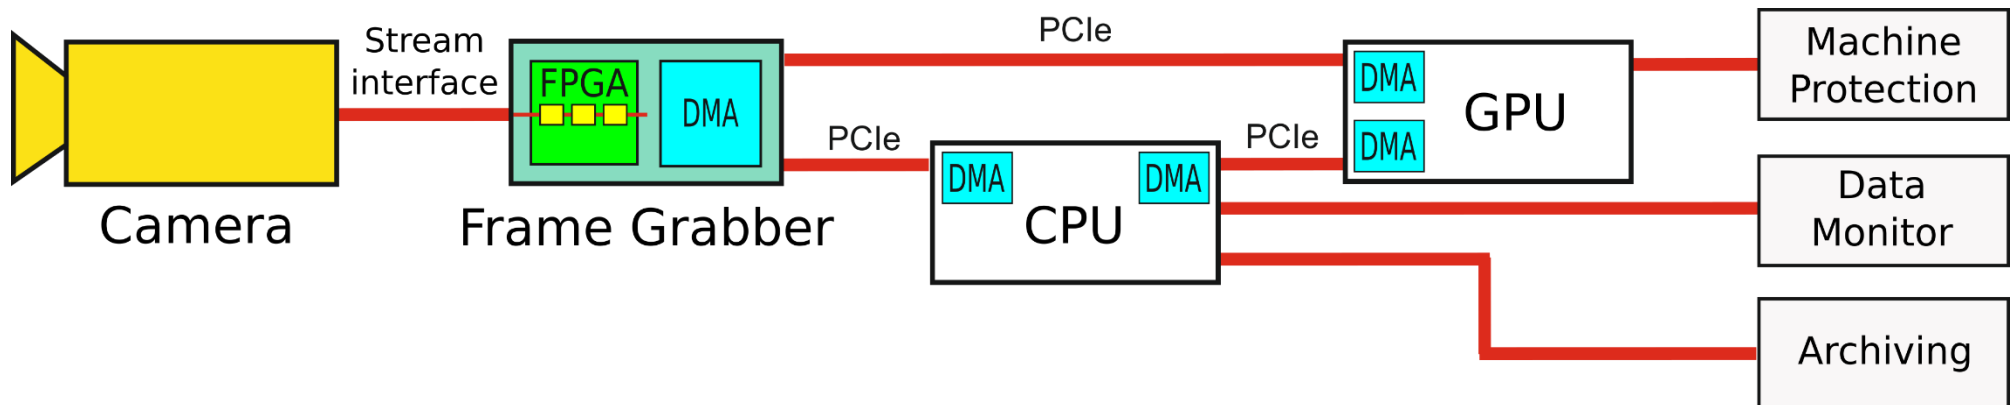 Stream
interface
PCIe
Machine
Protection
FPGA
DMA
DMA
GPU
DMA
PCIe
PCIe
Camera
Frame Grabber
DMA
DMA
CPU
Data
Monitor
Archiving